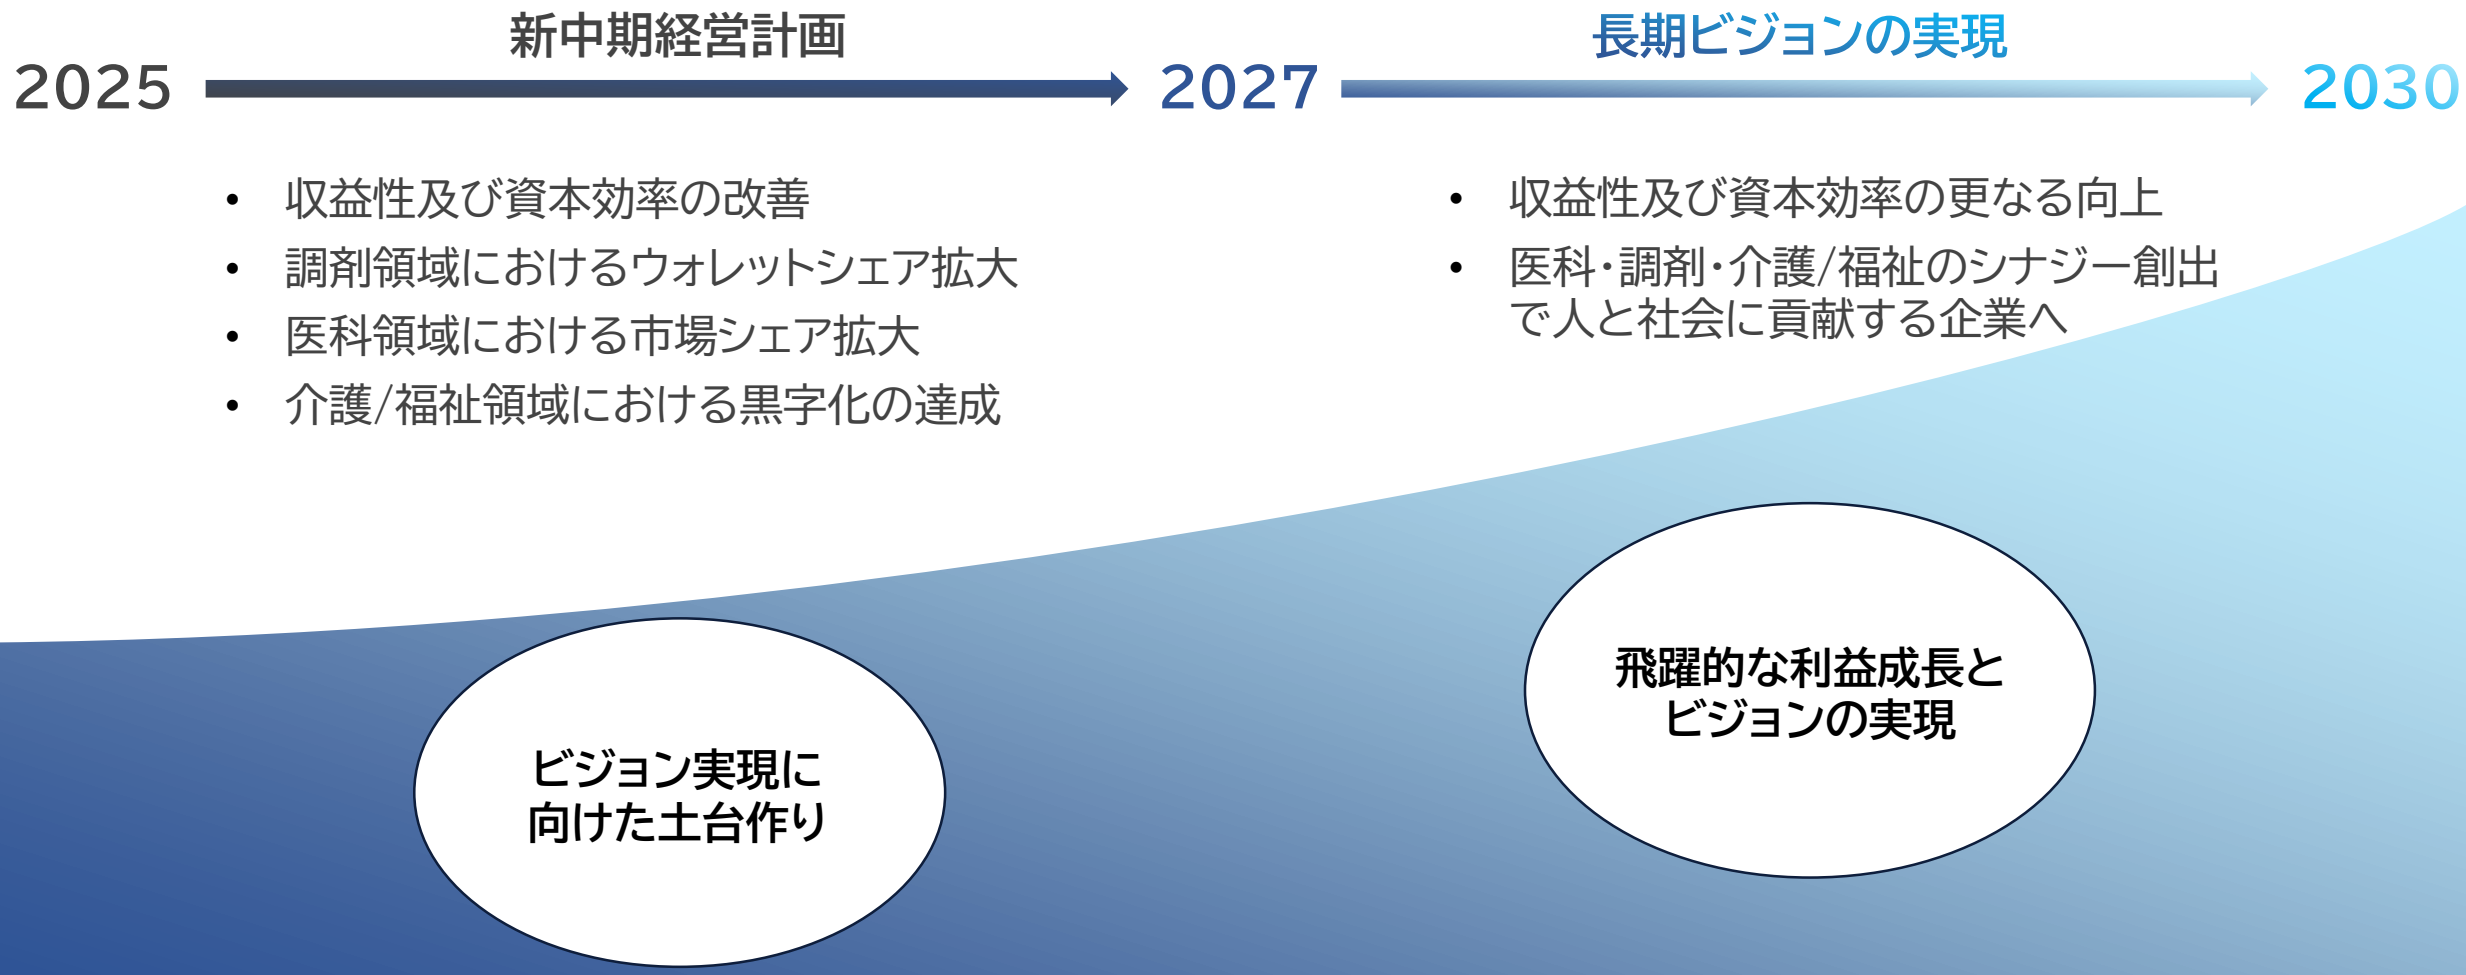 新中期経営計画
長期ビジョンの実現
2025
2027
2030
• 収益性及び資本効率の改善
• 調剤領域におけるウォレットシェア拡大
• 医科領域における市場シェア拡大
• 介護/福祉領域における黒字化の達成
• 収益性及び資本効率の更なる向上
• 医科・調剤・介護/福祉のシナジー創出
で人と社会に貢献する企業へ
ビジョン実現に
向けた土台作り
飛躍的な利益成長と
ビジョンの実現